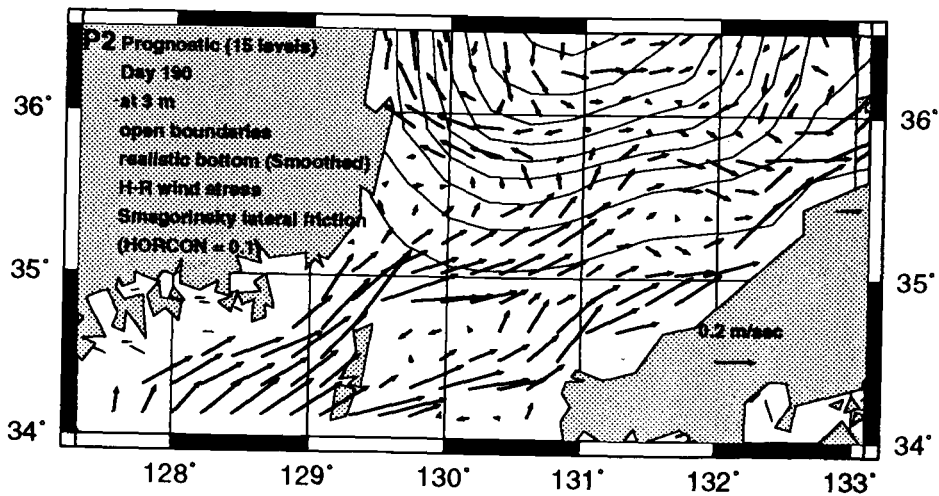 P2 Prognostic (15 levels)
Day 190
at 3 m
open boundaries
realistic bottom (Smoothed)
H-R wind stress
Smagorinsky lateral friction
(HORCON = 0.1)
36°
36°
35°
35°
0.2 m/sec
34°
34°
128°
129°
130°
131°
132°
133°